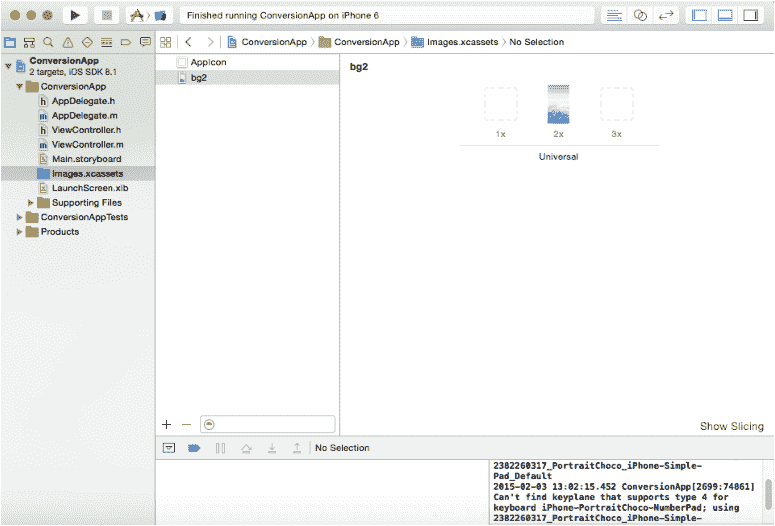 Finished running ConversionApp on iPhone 6
ConversionApp
ConversionApp
Images.xcassets
No Selection
ConversionApp
2 targets, iOS SDK 8.1
ConversionApp
h AppDelegate.h
m AppDelegate.m
h ViewController.h
m ViewController.m
Main.storyboard
Images.xcassets
LaunchScreen.xib
Supporting Files
ConversionAppTests
Products
AppIcon
bg2
bg2
1x 2x 3x
Universal
Show Slicing
No Selection
2382260317_PortraitChoco_iPhone-Simple-
Pad_Default
2015-02-03 13:02:15.452 ConversionApp[2699:74861]
Can't find keyplane that supports type 4 for
keyboard iPhone-PortraitChoco-NumberPad; using
2382260317_PortraitChoco_iPhone-Simple-